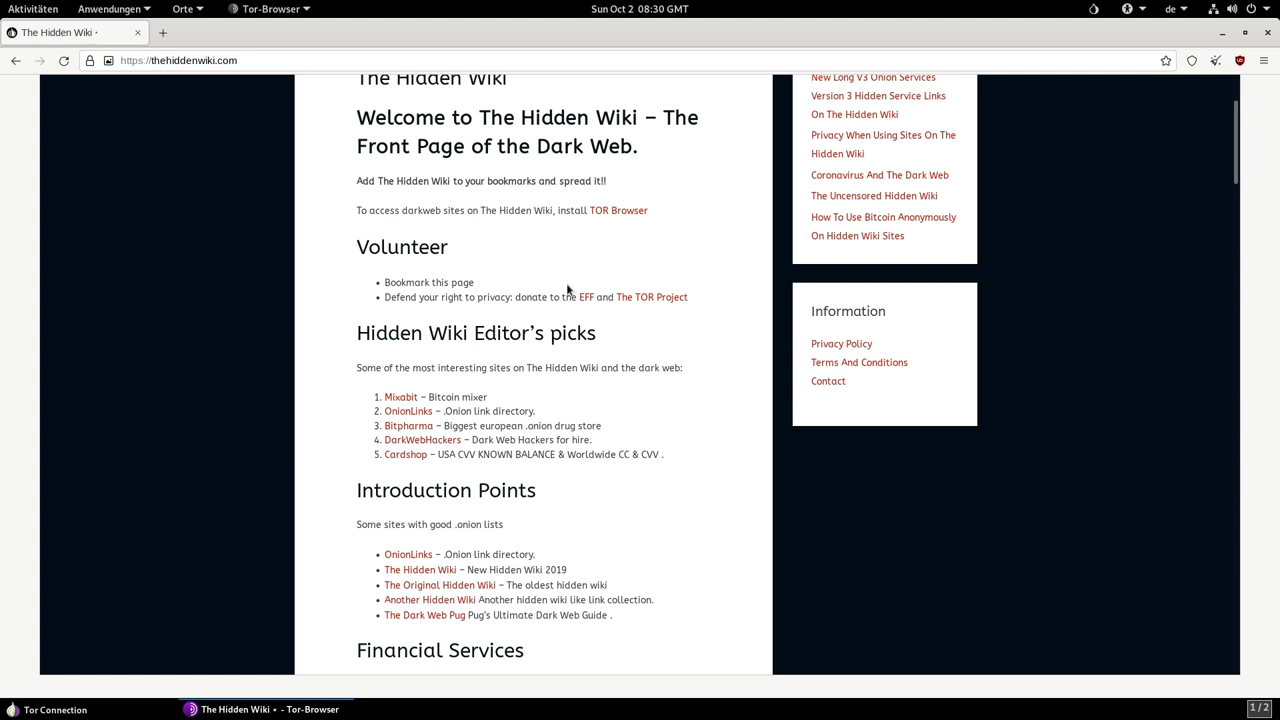 Aktivitäten Anwendungen Orte Tor-Browser Sun Oct 2 08:30 GMT de
The Hidden Wiki •
https://thehiddenwiki.com
The Hidden Wiki
Welcome to The Hidden Wiki – The
Front Page of the Dark Web.
Add The Hidden Wiki to your bookmarks and spread it!!
To access darkweb sites on The Hidden Wiki, install TOR Browser
Volunteer
• Bookmark this page
• Defend your right to privacy: donate to the EFF and The TOR Project
Hidden Wiki Editor’s picks
Some of the most interesting sites on The Hidden Wiki and the dark web:
1. Mixabit – Bitcoin mixer
2. OnionLinks – .Onion link directory.
3. Bitpharma – Biggest european .onion drug store
4. DarkWebHackers – Dark Web Hackers for hire.
5. Cardshop – USA CVV KNOWN BALANCE & Worldwide CC & CVV .
Introduction Points
Some sites with good .onion lists
• OnionLinks – .Onion link directory.
• The Hidden Wiki – New Hidden Wiki 2019
• The Original Hidden Wiki – The oldest hidden wiki
• Another Hidden Wiki Another hidden wiki like link collection.
• The Dark Web Pug Pug’s Ultimate Dark Web Guide .
Financial Services
New Long V3 Onion Services
Version 3 Hidden Service Links
On The Hidden Wiki
Privacy When Using Sites On The
Hidden Wiki
Coronavirus And The Dark Web
The Uncensored Hidden Wiki
How To Use Bitcoin Anonymously
On Hidden Wiki Sites
Information
Privacy Policy
Terms And Conditions
Contact
Tor Connection The Hidden Wiki • - Tor-Browser 1 / 2